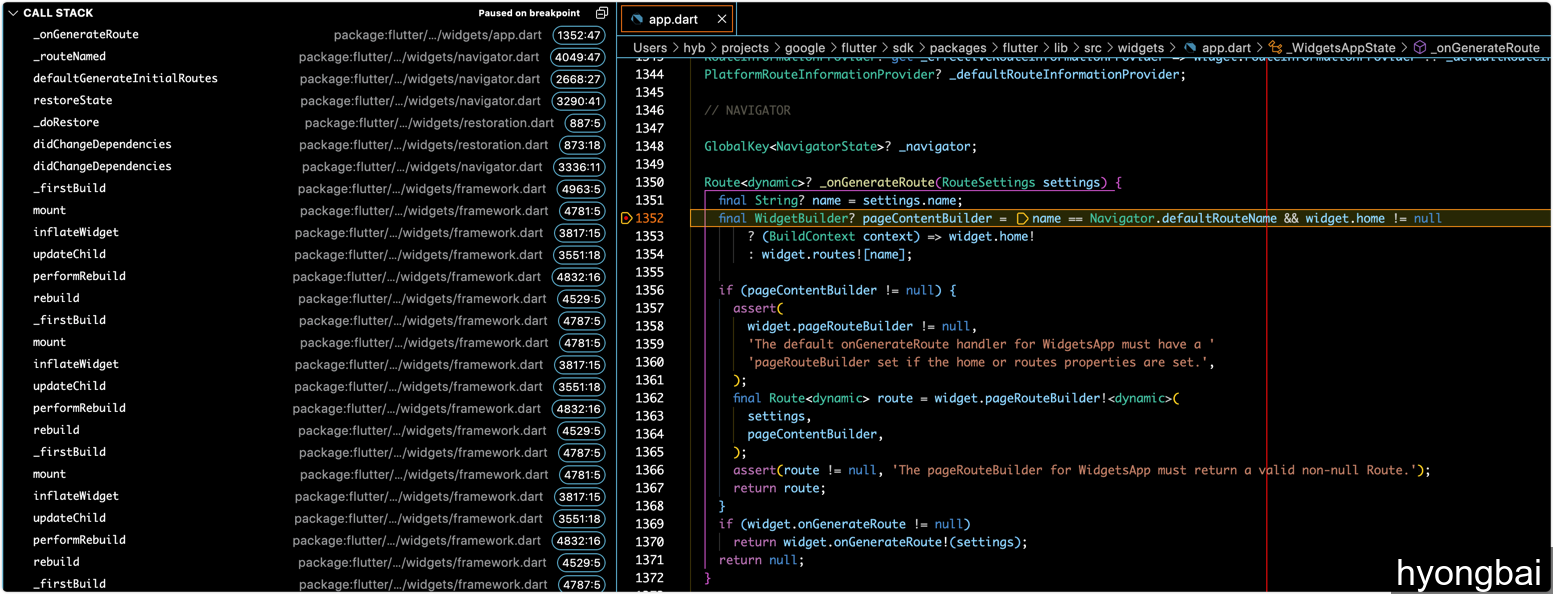 CALL STACK Paused on breakpoint
_onGenerateRoute package:flutter/.../widgets/app.dart 1352:47
_routeNamed package:flutter/.../widgets/navigator.dart 4049:47
defaultGenerateInitialRoutes package:flutter/.../widgets/navigator.dart 2668:27
restoreState package:flutter/.../widgets/navigator.dart 3290:41
_doRestore package:flutter/.../widgets/restoration.dart 887:5
didChangeDependencies package:flutter/.../widgets/restoration.dart 873:18
didChangeDependencies package:flutter/.../widgets/navigator.dart 3336:11
_firstBuild package:flutter/.../widgets/framework.dart 4963:5
mount package:flutter/.../widgets/framework.dart 4781:5
inflateWidget package:flutter/.../widgets/framework.dart 3817:15
updateChild package:flutter/.../widgets/framework.dart 3551:18
performRebuild package:flutter/.../widgets/framework.dart 4832:16
rebuild package:flutter/.../widgets/framework.dart 4529:5
_firstBuild package:flutter/.../widgets/framework.dart 4787:5
mount package:flutter/.../widgets/framework.dart 4781:5
inflateWidget package:flutter/.../widgets/framework.dart 3817:15
updateChild package:flutter/.../widgets/framework.dart 3551:18
performRebuild package:flutter/.../widgets/framework.dart 4832:16
rebuild package:flutter/.../widgets/framework.dart 4529:5
_firstBuild package:flutter/.../widgets/framework.dart 4787:5
mount package:flutter/.../widgets/framework.dart 4781:5
inflateWidget package:flutter/.../widgets/framework.dart 3817:15
updateChild package:flutter/.../widgets/framework.dart 3551:18
performRebuild package:flutter/.../widgets/framework.dart 4832:16
rebuild package:flutter/.../widgets/framework.dart 4529:5
_firstBuild package:flutter/.../widgets/framework.dart 4787:5
app.dart
Users > hyb > projects > google > flutter > sdk > packages > flutter > lib > src > widgets > app.dart > _WidgetsAppState > _onGenerateRoute
1344 PlatformRouteInformationProvider? _defaultRouteInformationProvider;
1345
1346 // NAVIGATOR
1347
1348 GlobalKey<NavigatorState>? _navigator;
1349
1350 Route<dynamic>? _onGenerateRoute(RouteSettings settings) {
1351 final String? name = settings.name;
1352 final WidgetBuilder? pageContentBuilder = name == Navigator.defaultRouteName && widget.home != null
1353 ? (BuildContext context) => widget.home!
1354 : widget.routes![name];
1355
1356 if (pageContentBuilder != null) {
1357 assert(
1358 widget.pageRouteBuilder != null,
1359 'The default onGenerateRoute handler for WidgetsApp must have a '
1360 'pageRouteBuilder set if the home or routes properties are set.',
1361 );
1362 final Route<dynamic> route = widget.pageRouteBuilder!<dynamic>(
1363 settings,
1364 pageContentBuilder,
1365 );
1366 assert(route != null, 'The pageRouteBuilder for WidgetsApp must return a valid non-null Route.');
1367 return route;
1368 }
1369 if (widget.onGenerateRoute != null)
1370 return widget.onGenerateRoute!(settings);
1371 return null;
1372 }
hyongbai